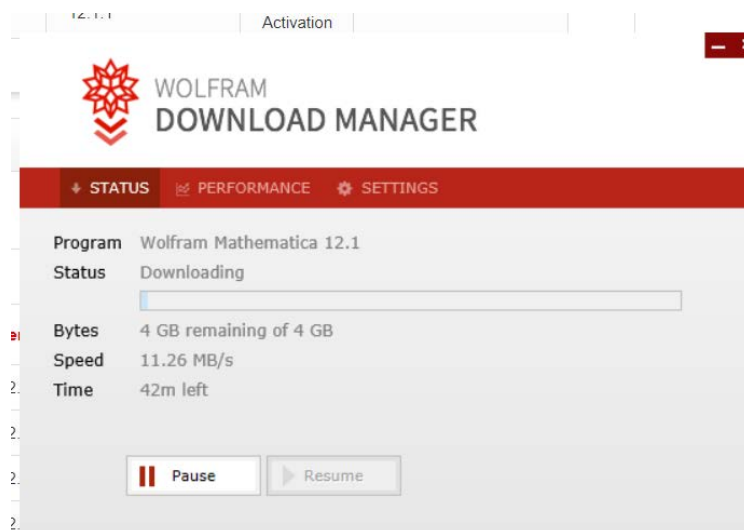 12.1.1
Activation
WOLFRAM
DOWNLOAD MANAGER
STATUS PERFORMANCE SETTINGS
Program Wolfram Mathematica 12.1
Status Downloading
Bytes 4 GB remaining of 4 GB
Speed 11.26 MB/s
Time 42m left
Pause Resume